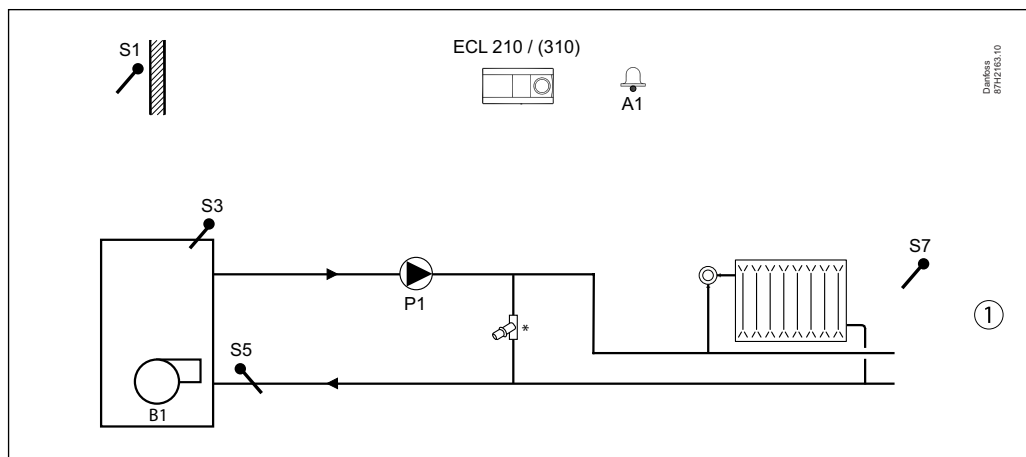 S1
ECL 210 / (310)
A1
Danfoss
87H2163.10
S3
S7
P1
*
1
S5
B1